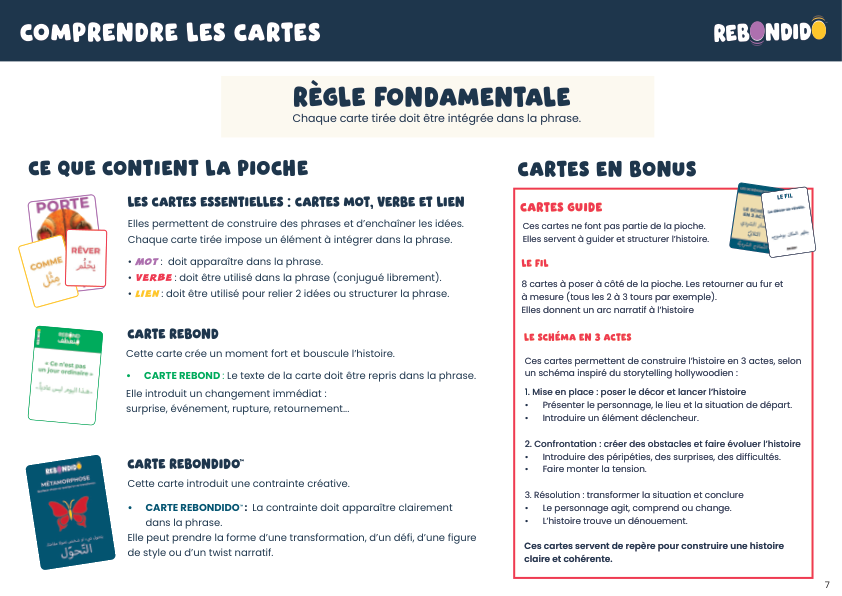 COMPRENDRE LES CARTES
REBONDIDO
RÈGLE FONDAMENTALE
Chaque carte tirée doit être intégrée dans la phrase.
CE QUE CONTIENT LA PIOCHE
PORTE
COMME
RÊVER
LES CARTES ESSENTIELLES : CARTES MOT, VERBE ET LIEN
Elles permettent de construire des phrases et d’enchaîner les idées.
Chaque carte tirée impose un élément à intégrer dans la phrase.
• MOT : doit apparaître dans la phrase.
• VERBE : doit être utilisé dans la phrase (conjugué librement).
• LIEN : doit être utilisé pour relier 2 idées ou structurer la phrase.
« Ce n’est pas
un jour ordinaire »
CARTE REBOND
Cette carte crée un moment fort et bouscule l’histoire.
• CARTE REBOND : Le texte de la carte doit être repris dans la phrase.
Elle introduit un changement immédiat :
surprise, événement, rupture, retournement...
REBONDIDO
MÉTAMORPHOSE
التحوّل
CARTE REBONDIDO™
Cette carte introduit une contrainte créative.
• CARTE REBONDIDO™ : La contrainte doit apparaître clairement
dans la phrase.
Elle peut prendre la forme d’une transformation, d’un défi, d’une figure
de style ou d’un twist narratif.
CARTES EN BONUS
LE FIL
CARTES GUIDE
Ces cartes ne font pas partie de la pioche.
Elles servent à guider et structurer l’histoire.
LE FIL
8 cartes à poser à côté de la pioche. Les retourner au fur et
à mesure (tous les 2 à 3 tours par exemple).
Elles donnent un arc narratif à l’histoire
LE SCHÉMA EN 3 ACTES
Ces cartes permettent de construire l’histoire en 3 actes, selon
un schéma inspiré du storytelling hollywoodien :
1. Mise en place : poser le décor et lancer l’histoire
• Présenter le personnage, le lieu et la situation de départ.
• Introduire un élément déclencheur.
2. Confrontation : créer des obstacles et faire évoluer l’histoire
• Introduire des péripéties, des surprises, des difficultés.
• Faire monter la tension.
3. Résolution : transformer la situation et conclure
• Le personnage agit, comprend ou change.
• L’histoire trouve un dénouement.
Ces cartes servent de repère pour construire une histoire
claire et cohérente.
7